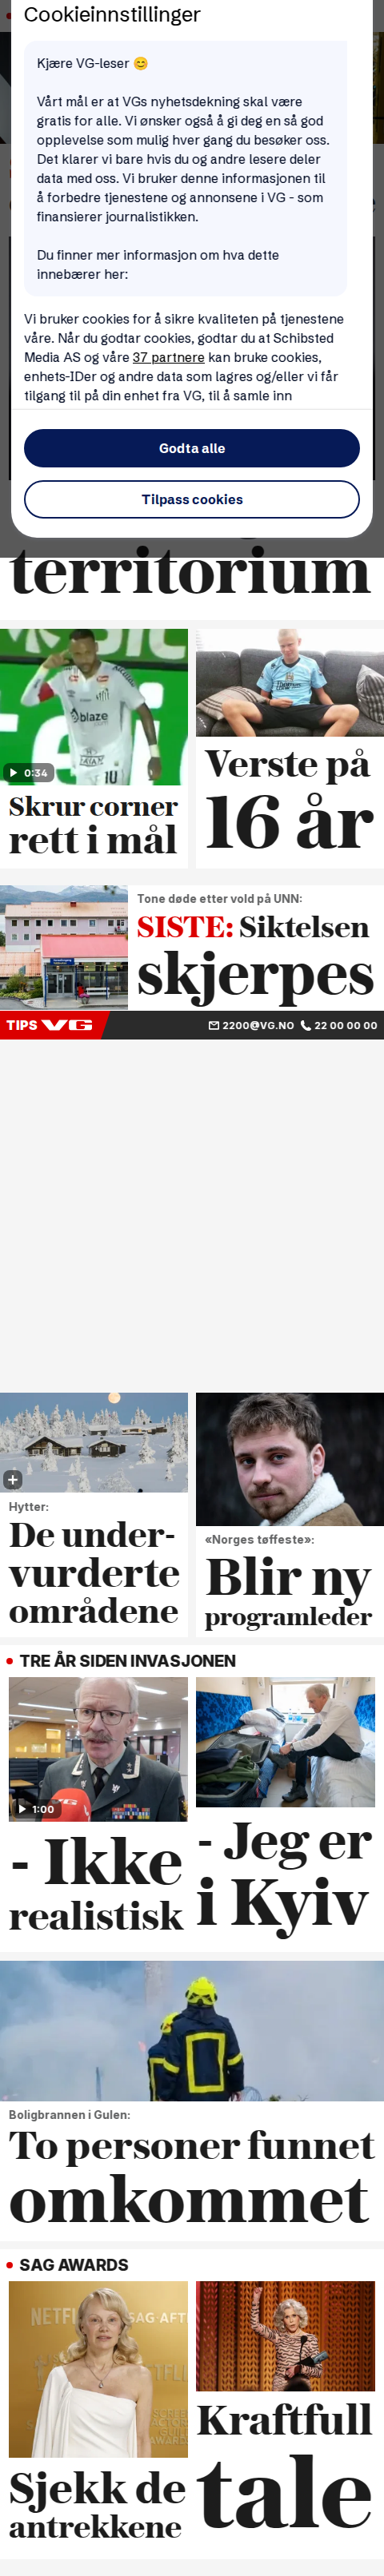 Cookieinnstillinger
Kjære VG-leser 😊
Vårt mål er at VGs nyhetsdekning skal være
gratis for alle. Vi ønsker også å gi deg en så god
opplevelse som mulig hver gang du besøker oss.
Det klarer vi bare hvis du og andre lesere deler
data med oss. Vi bruker denne informasjonen til
å forbedre tjenestene og annonsene i VG - som
finansierer journalistikken.
Du finner mer informasjon om hva dette
innebærer her:
Vi bruker cookies for å sikre kvaliteten på tjenestene
våre. Når du godtar cookies, godtar du at Schibsted
Media AS og våre 37 partnere kan bruke cookies,
enhets-IDer og andre data som lagres og/eller vi får
tilgang til på din enhet fra VG, til å samle inn
Godta alle
Tilpass cookies
territorium
0:34
Skrur corner
rett i mål
Verste på
16 år
Tone døde etter vold på UNN:
SISTE: Siktelsen
skjerpes
TIPS VG
2200@VG.NO 22 00 00 00
Hytter:
De under-
vurderte
områdene
«Norges tøffeste»:
Blir ny
programleder
TRE ÅR SIDEN INVASJONEN
1:00
- Ikke
realistisk
- Jeg er
i Kyiv
Boligbrannen i Gulen:
To personer funnet
omkommet
SAG AWARDS
Sjekk de
antrekkene
Kraftfull
tale